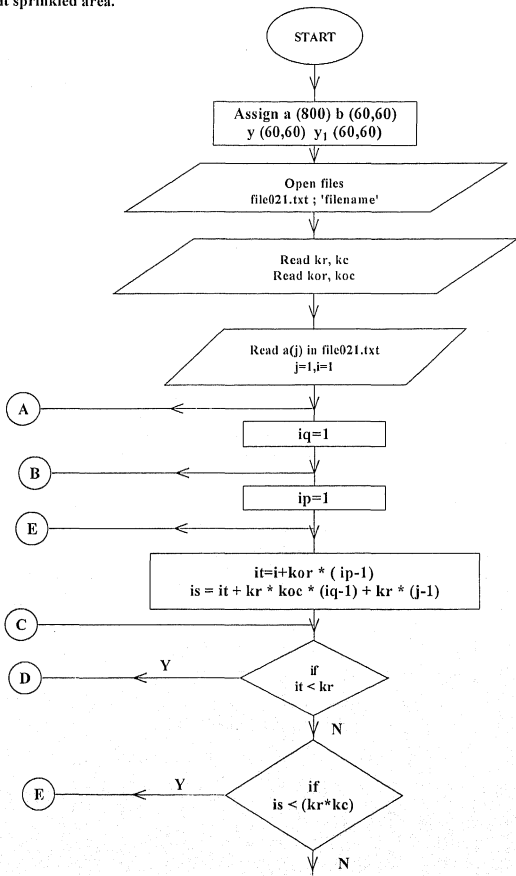 sprinkled area.
START
Assign a (800) b (60,60)
y (60,60) y₁ (60,60)
Open files
file021.txt ; 'filename'
Read kr, kc
Read kor, koc
Read a(j) in file021.txt
j=1,i=1
A
iq=1
B
ip=1
E
it=i+kor * ( ip-1)
is = it + kr * koc * (iq-1) + kr * (j-1)
C
if
it < kr
Y
D
N
if
is < (kr*kc)
Y
E
N